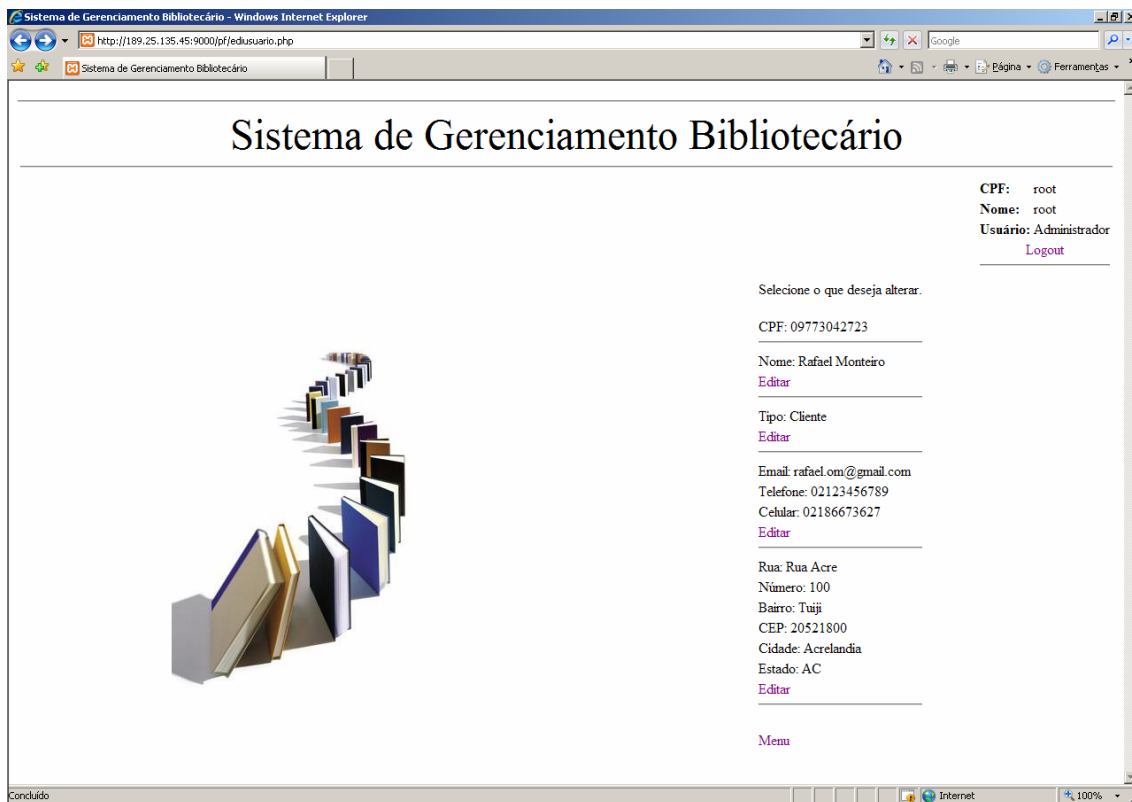 Sistema de Gerenciamento Bibliotecário - Windows Internet Explorer
http://189.25.135.45:9000/pf/ediusuario.php
Google
Sistema de Gerenciamento Bibliotecário
Página
Ferramentas
Sistema de Gerenciamento Bibliotecário
CPF: root
Nome: root
Usuário: Administrador
Logout
Selecione o que deseja alterar.
CPF: 09773042723
Nome: Rafael Monteiro
Editar
Tipo: Cliente
Editar
Email: rafael.om@gmail.com
Telefone: 02123456789
Celular: 02186673627
Editar
Rua: Rua Acre
Número: 100
Bairro: Tuiji
CEP: 20521800
Cidade: Acrelandia
Estado: AC
Editar
Menu
Concluído
Internet
100%